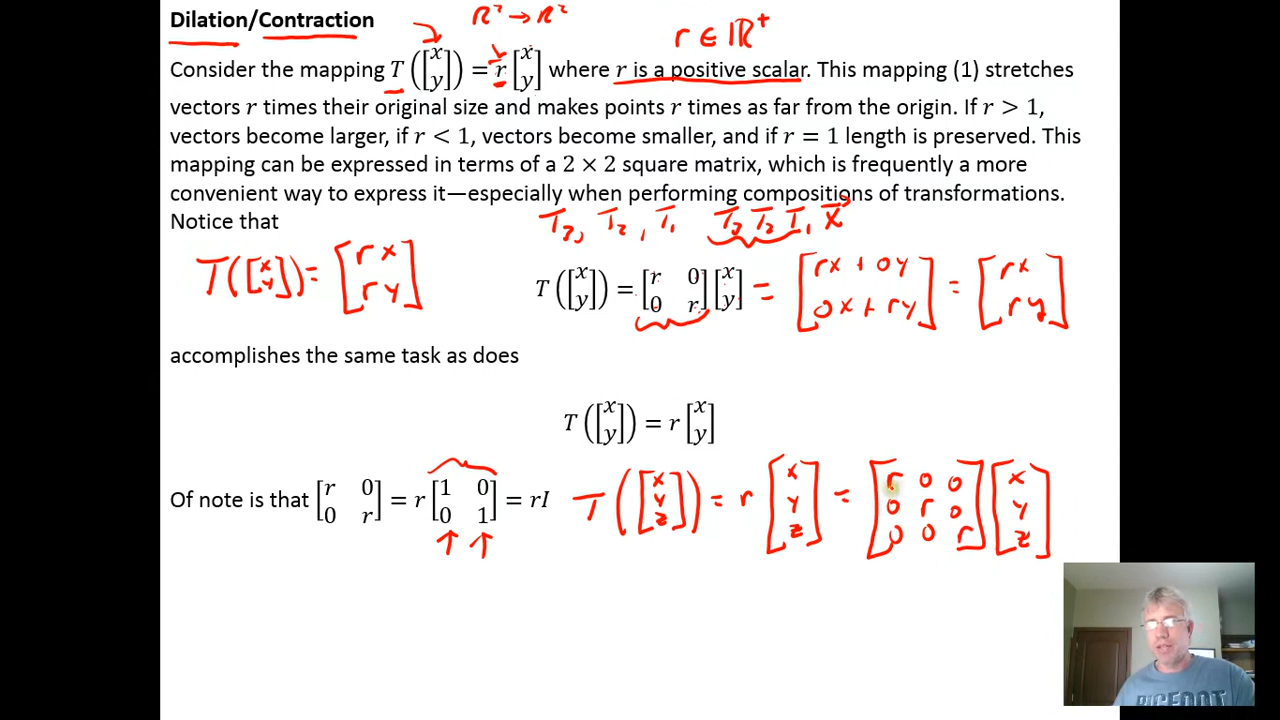 Dilation/Contraction
R² → R²
r ∈ ℝ⁺
Consider the mapping T([x y]) = r [x y] where r is a positive scalar. This mapping (1) stretches
vectors r times their original size and makes points r times as far from the origin. If r > 1,
vectors become larger, if r < 1, vectors become smaller, and if r = 1 length is preserved. This
mapping can be expressed in terms of a 2 × 2 square matrix, which is frequently a more
convenient way to express it—especially when performing compositions of transformations.
Notice that
T₃, T₂, T₁ T₃ T₂ T₁ x⃗
T([x y]) = [rx ry]
T([x y]) = [r 0 0 r] [x y] = [rx + 0y 0x + ry] = [rx ry]
accomplishes the same task as does
T([x y]) = r [x y]
Of note is that [r 0 0 r] = r [1 0 0 1] = rI
T([x y z]) = r [x y z] = [r 0 0 0 r 0 0 0 r] [x y z]
BIGFOOT